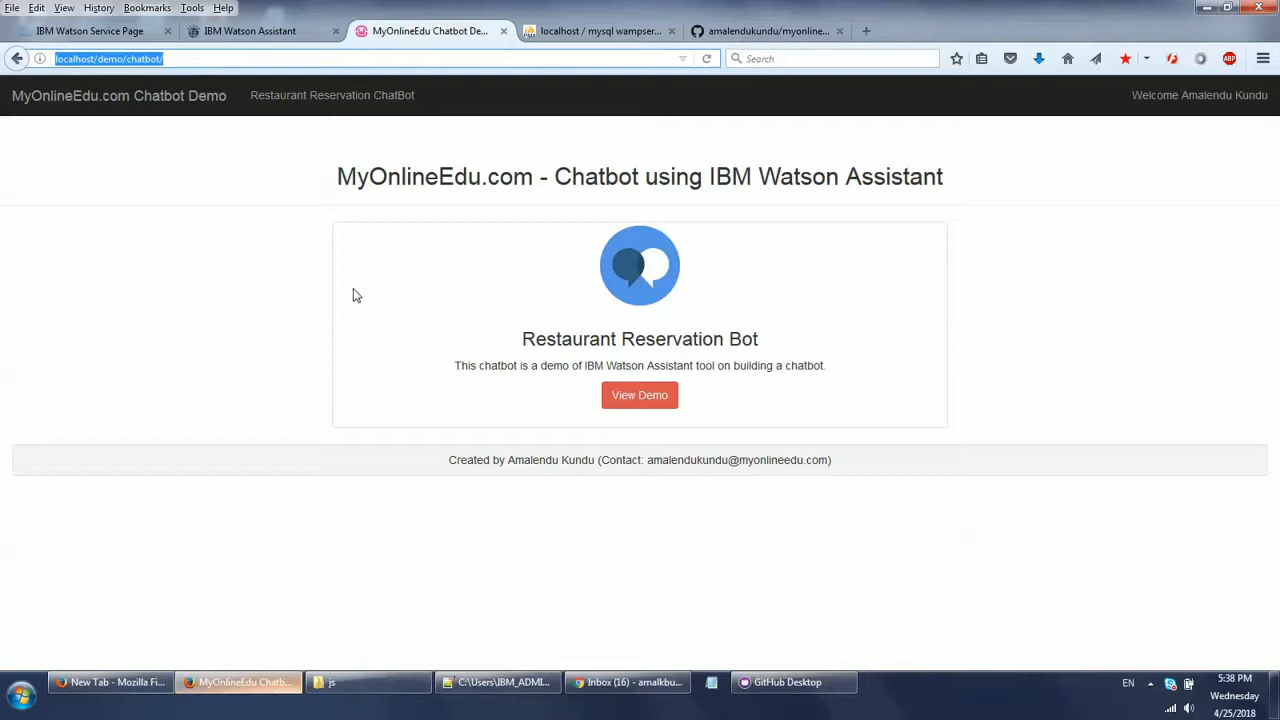 File Edit View History Bookmarks Tools Help
IBM Watson Service Page
IBM Watson Assistant
MyOnlineEdu Chatbot De...
localhost / mysql wampser...
amalendukundu/myonline...
localhost/demo/chatbot/
Search
ABP
MyOnlineEdu.com Chatbot Demo
Restaurant Reservation ChatBot
Welcome Amalendu Kundu
MyOnlineEdu.com - Chatbot using IBM Watson Assistant
Restaurant Reservation Bot
This chatbot is a demo of IBM Watson Assistant tool on building a chatbot.
View Demo
Created by Amalendu Kundu (Contact: amalendukundu@myonlineedu.com)
New Tab - Mozilla Fi...
MyOnlineEdu Chatb...
js
C:\Users\IBM_ADMI...
Inbox (16) - amalkbu...
GitHub Desktop
EN
5:38 PM
Wednesday
4/25/2018